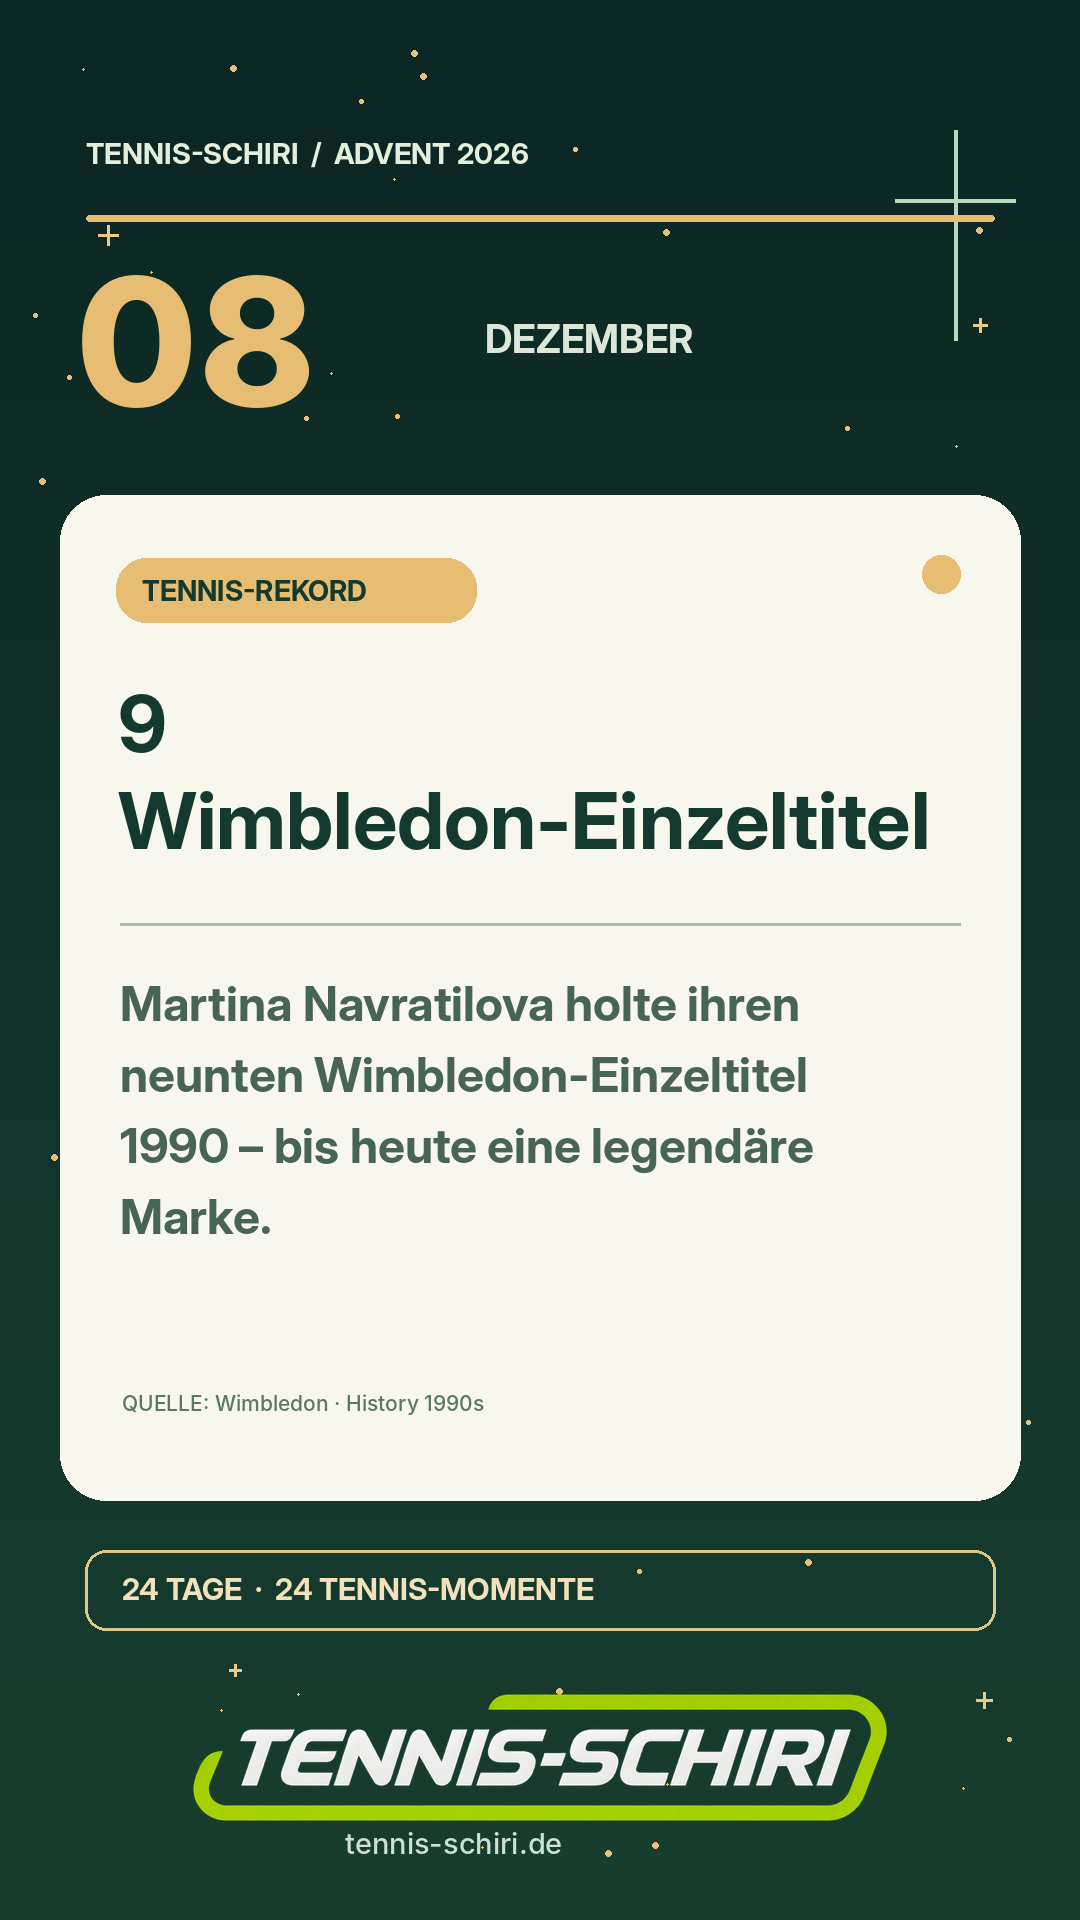 TENNIS-SCHIRI / ADVENT 2026
08
DEZEMBER
TENNIS-REKORD
9
Wimbledon-Einzeltitel
Martina Navratilova holte ihren
neunten Wimbledon-Einzeltitel
1990 – bis heute eine legendäre
Marke.
QUELLE: Wimbledon · History 1990s
24 TAGE · 24 TENNIS-MOMENTE
TENNIS-SCHIRI
tennis-schiri.de